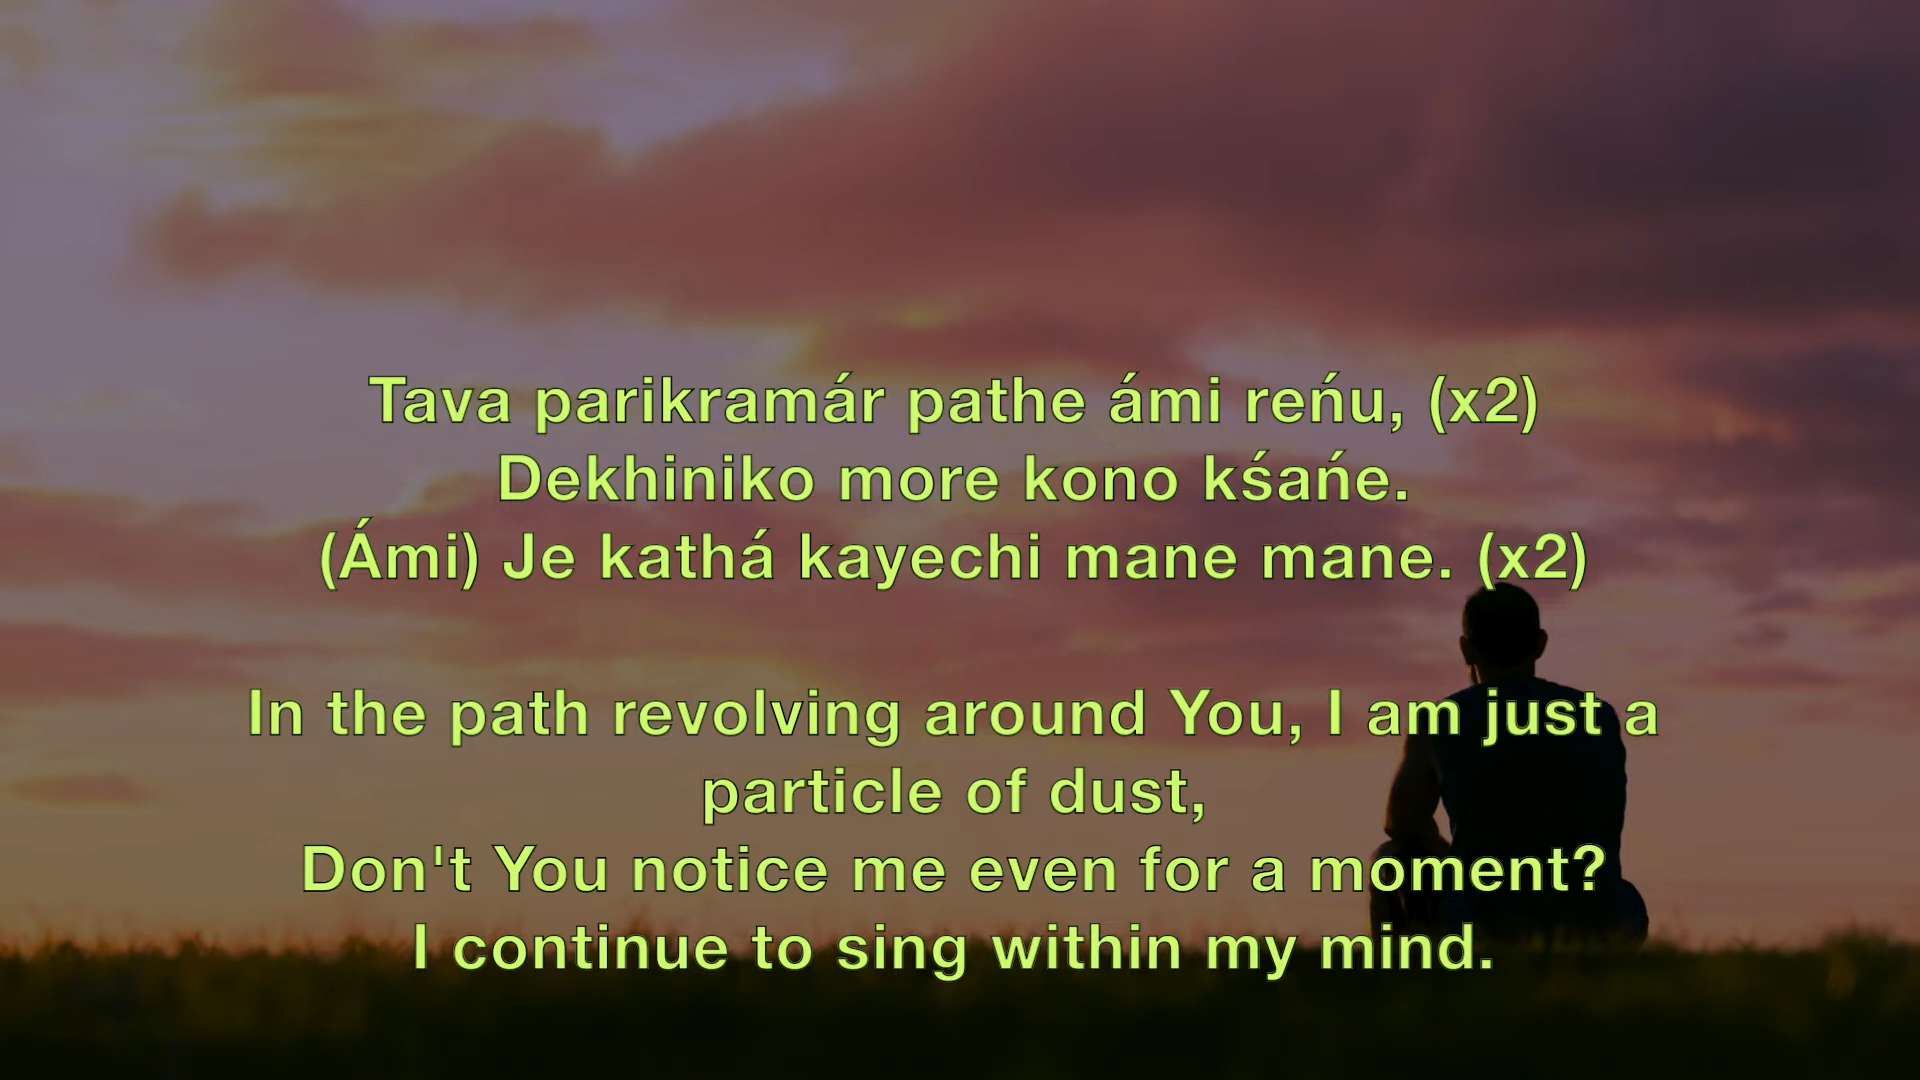 Tava parikramár pathe ámi reńu, (x2)
Dekhiniko more kono kśańe.
(Ámi) Je kathá kayechi mane mane. (x2)
In the path revolving around You, I am just a
particle of dust,
Don't You notice me even for a moment?
I continue to sing within my mind.